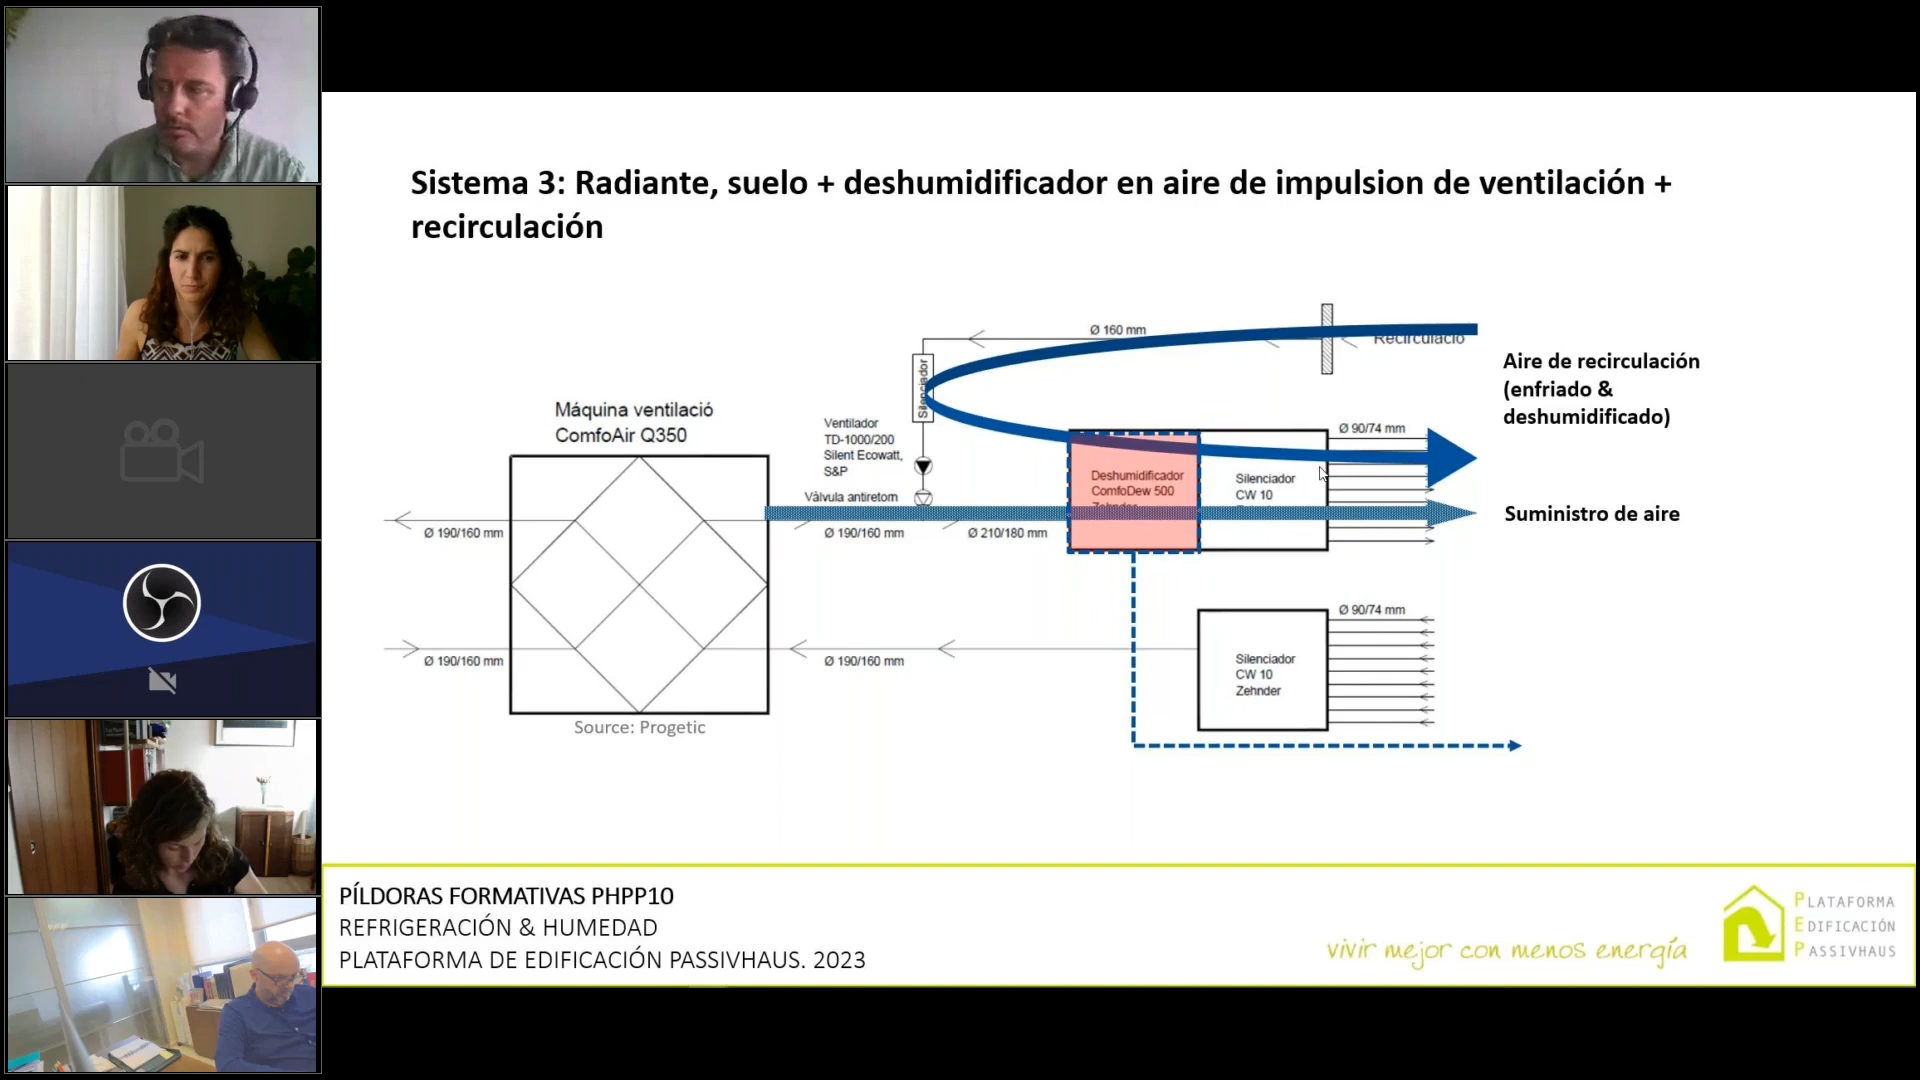 Sistema 3: Radiante, suelo + deshumidificador en aire de impulsion de ventilación +
recirculación
Ø 160 mm
Recirculació
Aire de recirculación
(enfriado &
deshumidificado)
Silenciador
Máquina ventilació
ComfoAir Q350
Ventilador
TD-1000/200
Silent Ecowatt,
S&P
Vàlvula antiretorn
Ø 90/74 mm
Deshumidificador
ComfoDew 500
Zehnder
Silenciador
CW 10
Suministro de aire
Ø 190/160 mm
Ø 190/160 mm
Ø 210/180 mm
Ø 90/74 mm
Ø 190/160 mm
Ø 190/160 mm
Silenciador
CW 10
Zehnder
Source: Progetic
PÍLDORAS FORMATIVAS PHPP10
REFRIGERACIÓN & HUMEDAD
PLATAFORMA DE EDIFICACIÓN PASSIVHAUS. 2023
vivir mejor con menos energía
PLATAFORMA
EDIFICACIÓN
PASSIVHAUS